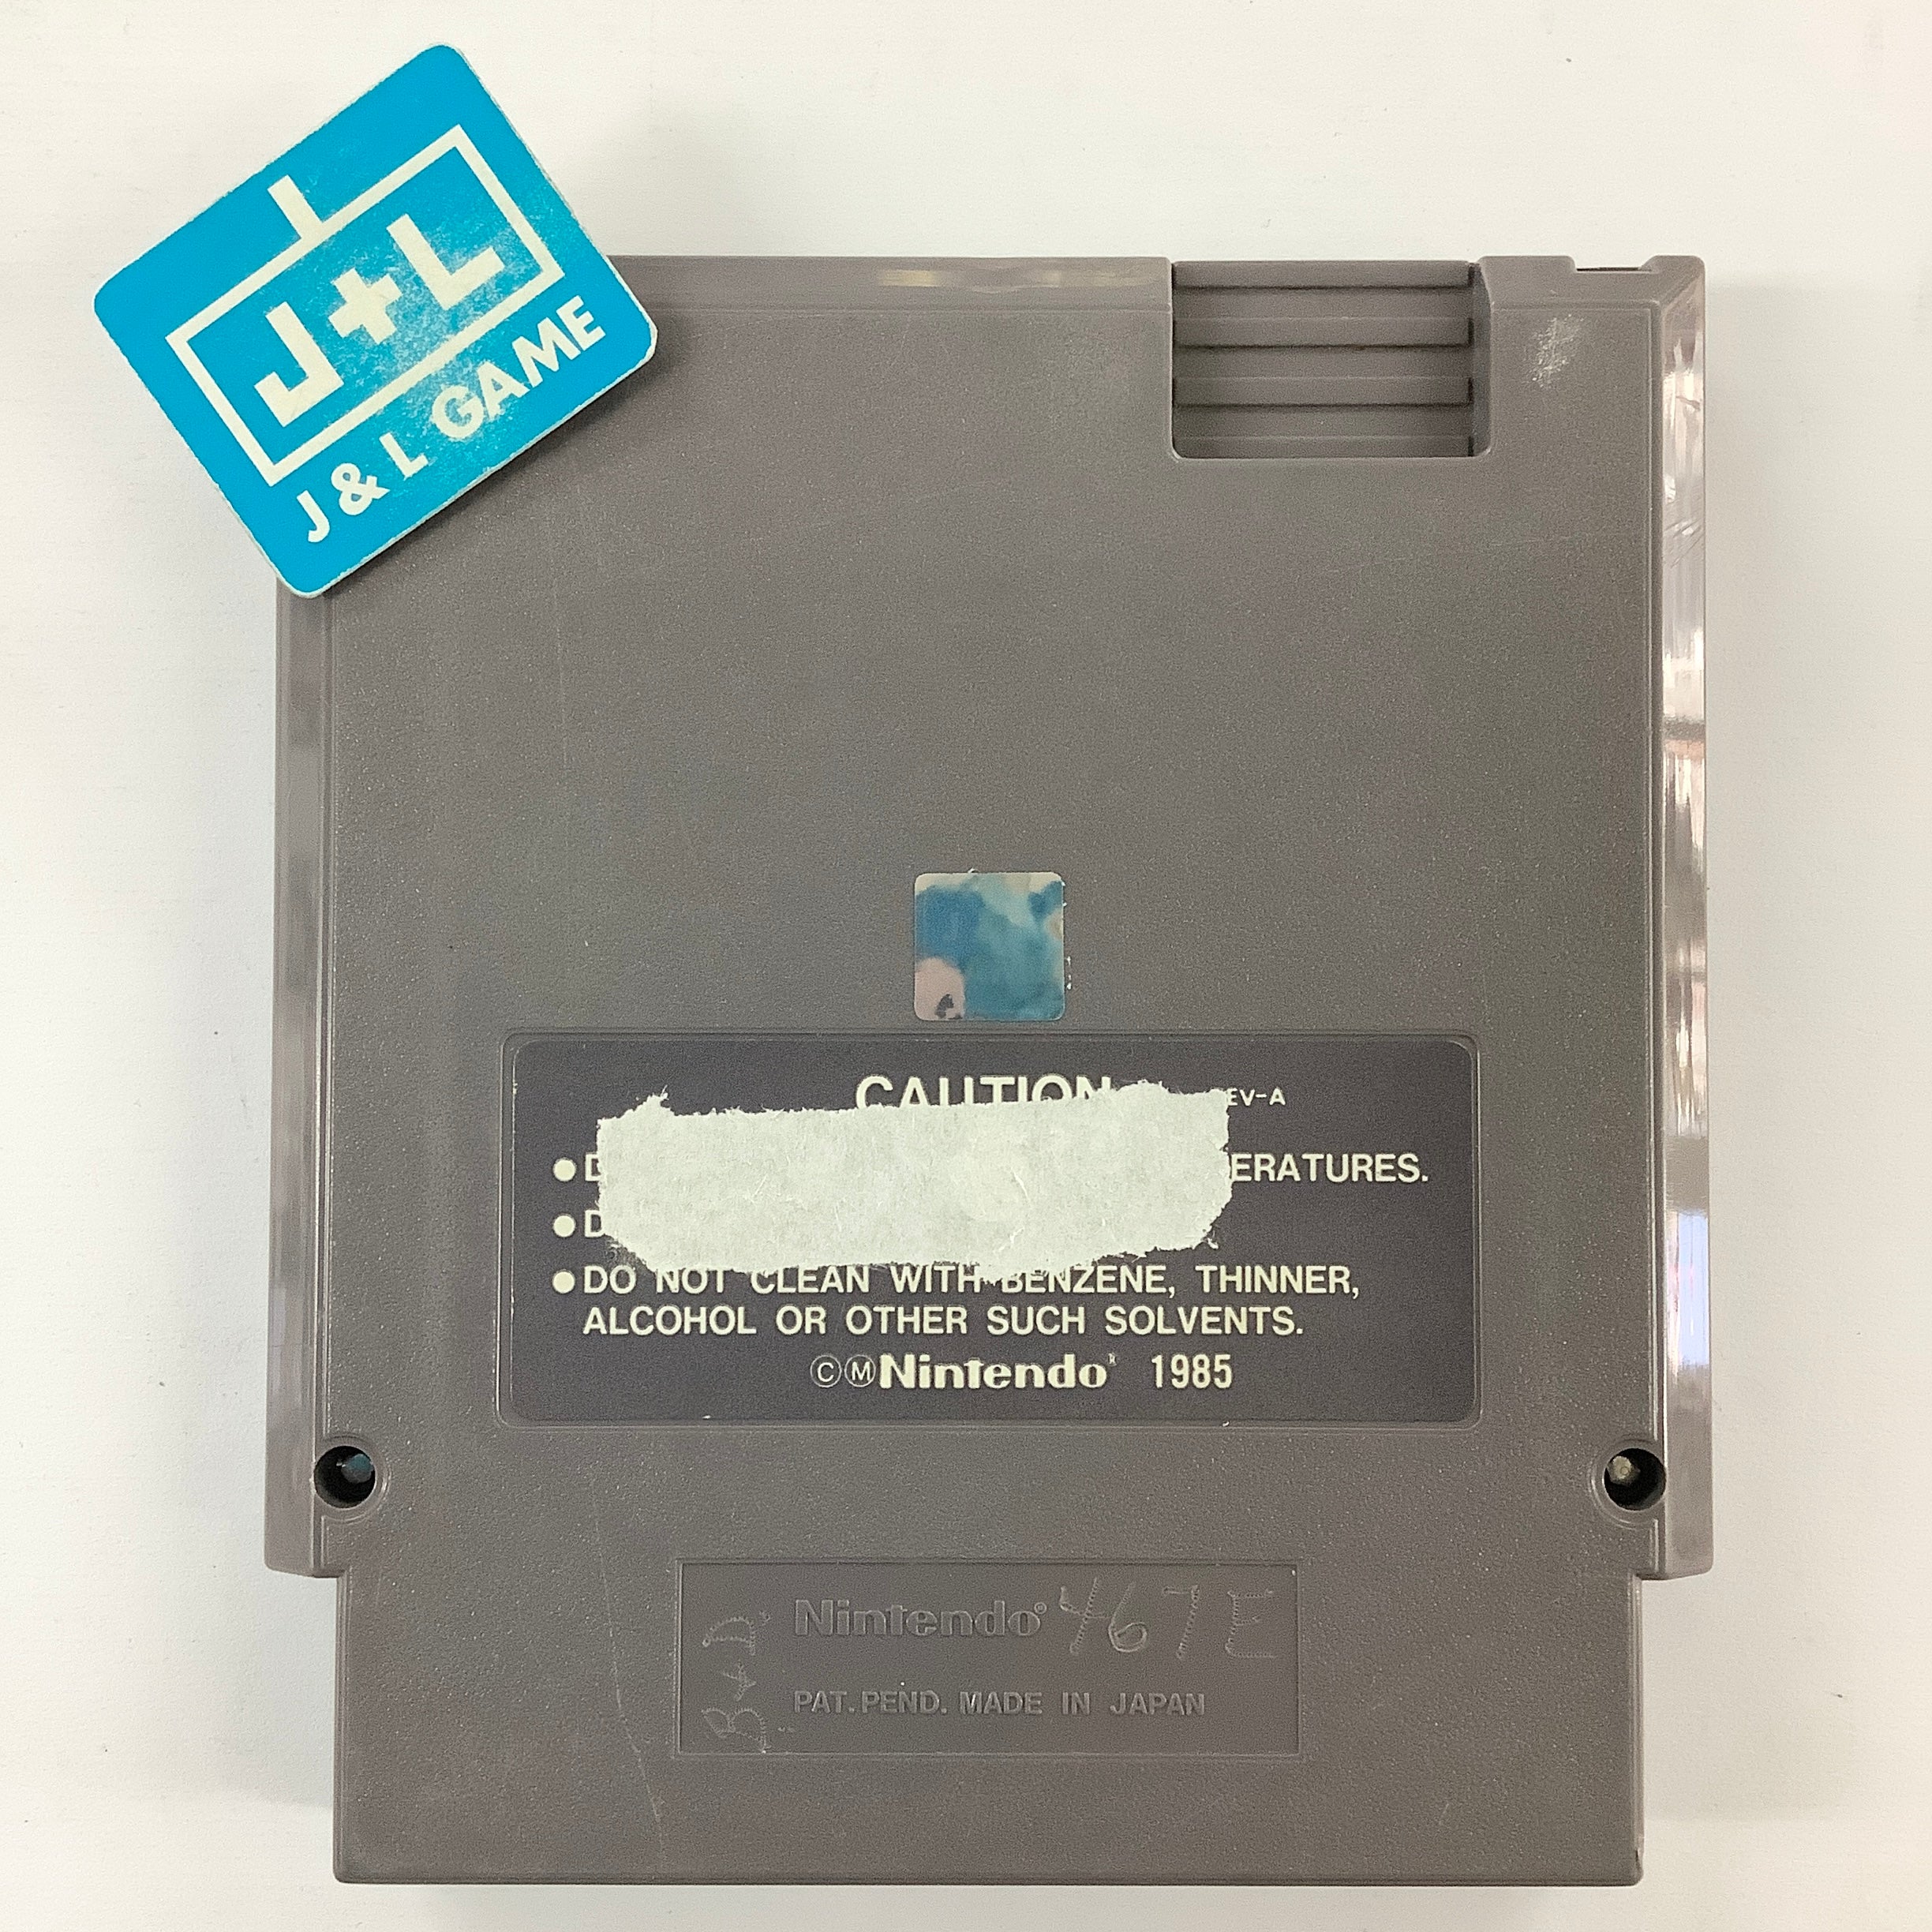 J+L
J & L GAME
CAUTION EV-A
● D ERATURES.
● D
● DO NOT CLEAN WITH BENZENE, THINNER,
ALCOHOL OR OTHER SUCH SOLVENTS.
©ⓂNintendo® 1985
Nintendo® 467E
PAT.PEND. MADE IN JAPAN